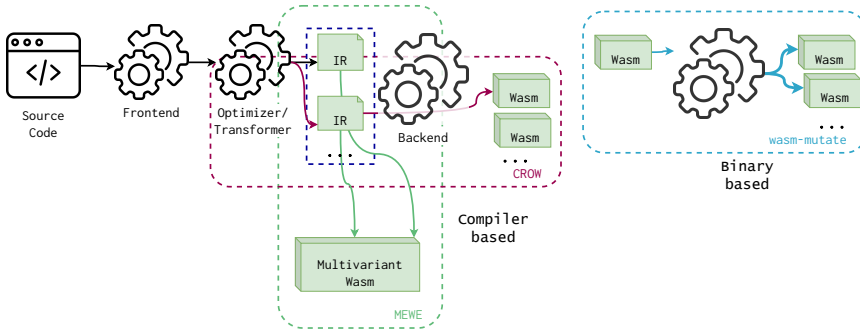 </>
Source
Code
Frontend
Optimizer/
Transformer
IR
IR
...
Backend
Wasm
Wasm
...
CROW
Compiler
based
Multivariant
Wasm
MEWE
Wasm
Wasm
Wasm
...
wasm-mutate
Binary
based